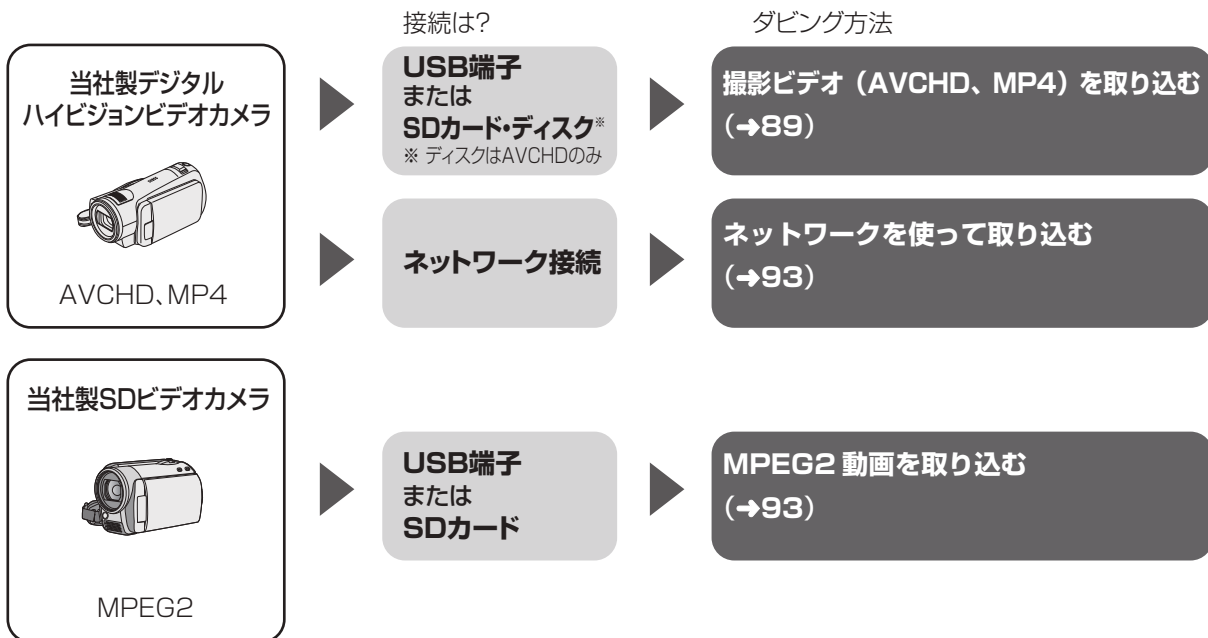 接続は?
ダビング方法
当社製デジタル
ハイビジョンビデオカメラ
AVCHD、MP4
USB端子
または
SDカード・ディスク※
※ ディスクはAVCHDのみ
撮影ビデオ（AVCHD、MP4）を取り込む
（➜89）
ネットワーク接続
ネットワークを使って取り込む
（➜93）
当社製SDビデオカメラ
MPEG2
USB端子
または
SDカード
MPEG2 動画を取り込む
（➜93）